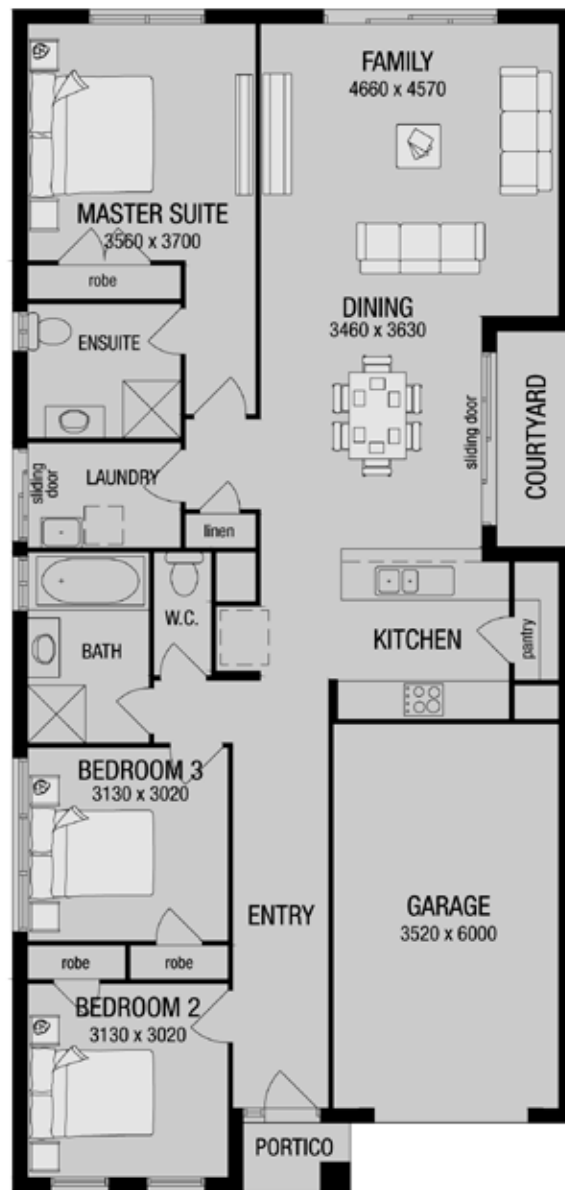 FAMILY
4660 x 4570
MASTER SUITE
3560 x 3700
robe
ENSUITE
DINING
3460 x 3630
sliding door
COURTYARD
sliding
door
LAUNDRY
linen
W.C.
BATH
KITCHEN
pantry
BEDROOM 3
3130 x 3020
ENTRY
GARAGE
3520 x 6000
robe
robe
BEDROOM 2
3130 x 3020
PORTICO